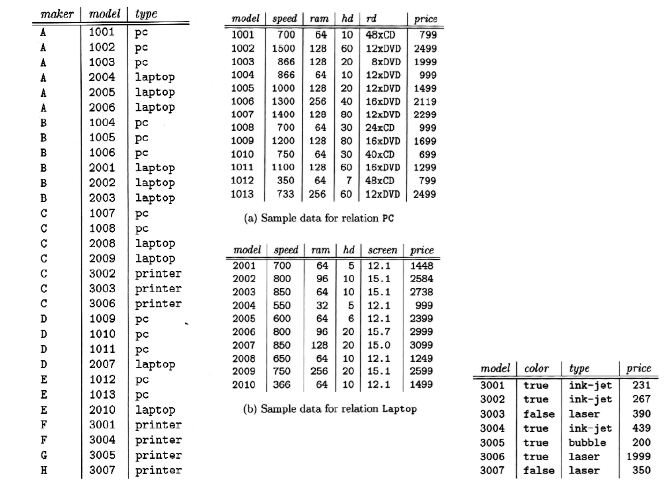 maker model type
A 1001 pc
A 1002 pc
A 1003 pc
A 2004 laptop
A 2005 laptop
A 2006 laptop
B 1004 pc
B 1005 pc
B 1006 pc
B 2001 laptop
B 2002 laptop
B 2003 laptop
C 1007 pc
C 1008 pc
C 2008 laptop
C 2009 laptop
C 3002 printer
C 3003 printer
C 3006 printer
D 1009 pc
D 1010 pc
D 1011 pc
D 2007 laptop
E 1012 pc
E 1013 pc
E 2010 laptop
F 3001 printer
F 3004 printer
G 3005 printer
H 3007 printer
model speed ram hd rd price
1001 700 64 10 48xCD 799
1002 1500 128 60 12xDVD 2499
1003 866 128 20 8xDVD 1999
1004 866 64 10 12xDVD 999
1005 1000 128 20 12xDVD 1499
1006 1300 256 40 16xDVD 2119
1007 1400 128 80 12xDVD 2299
1008 700 64 30 24xCD 999
1009 1200 128 80 16xDVD 1699
1010 750 64 30 40xCD 699
1011 1100 128 60 16xDVD 1299
1012 350 64 7 48xCD 799
1013 733 256 60 12xDVD 2499
(a) Sample data for relation PC
model speed ram hd screen price
2001 700 64 5 12.1 1448
2002 800 96 10 15.1 2584
2003 850 64 10 15.1 2738
2004 550 32 5 12.1 999
2005 600 64 6 12.1 2399
2006 800 96 20 15.7 2999
2007 850 128 20 15.0 3099
2008 650 64 10 12.1 1249
2009 750 256 20 15.1 2599
2010 366 64 10 12.1 1499
(b) Sample data for relation Laptop
model color type price
3001 true ink-jet 231
3002 true ink-jet 267
3003 false laser 390
3004 true ink-jet 439
3005 true bubble 200
3006 true laser 1999
3007 false laser 350